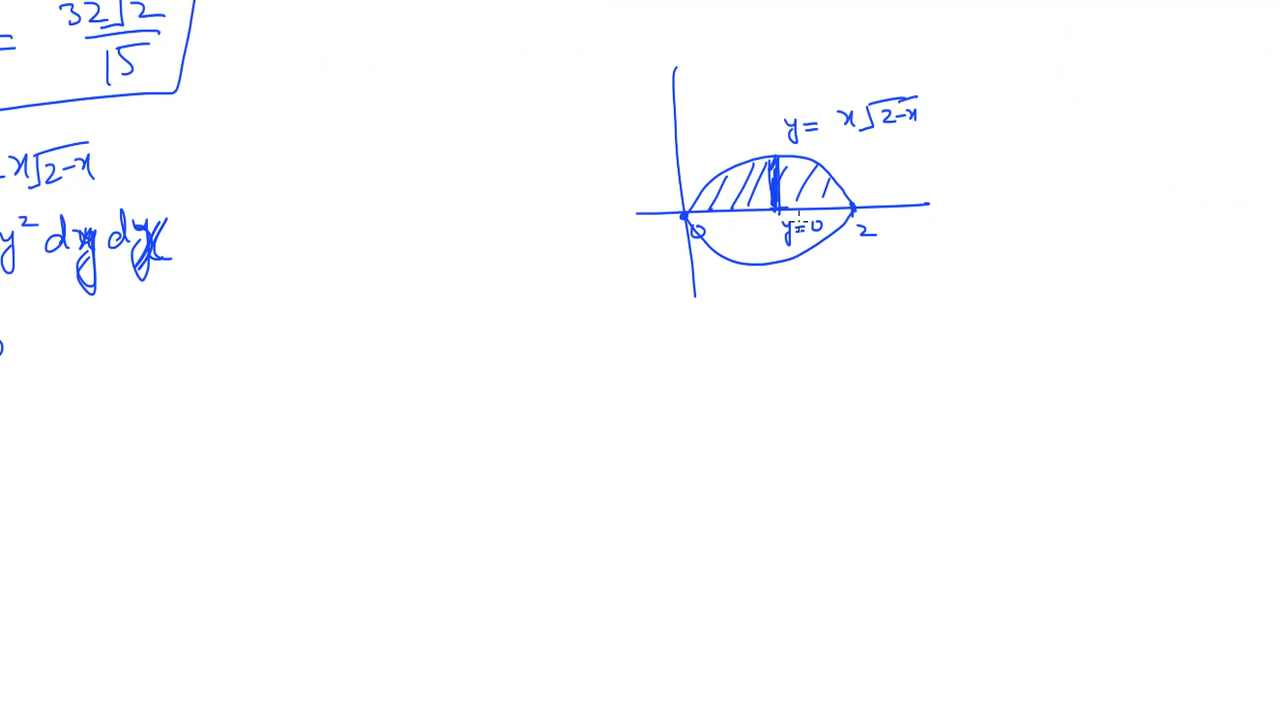 = 32√2/15
x√2-x
y² dy dx
y = x√2-x
0 y=0 2